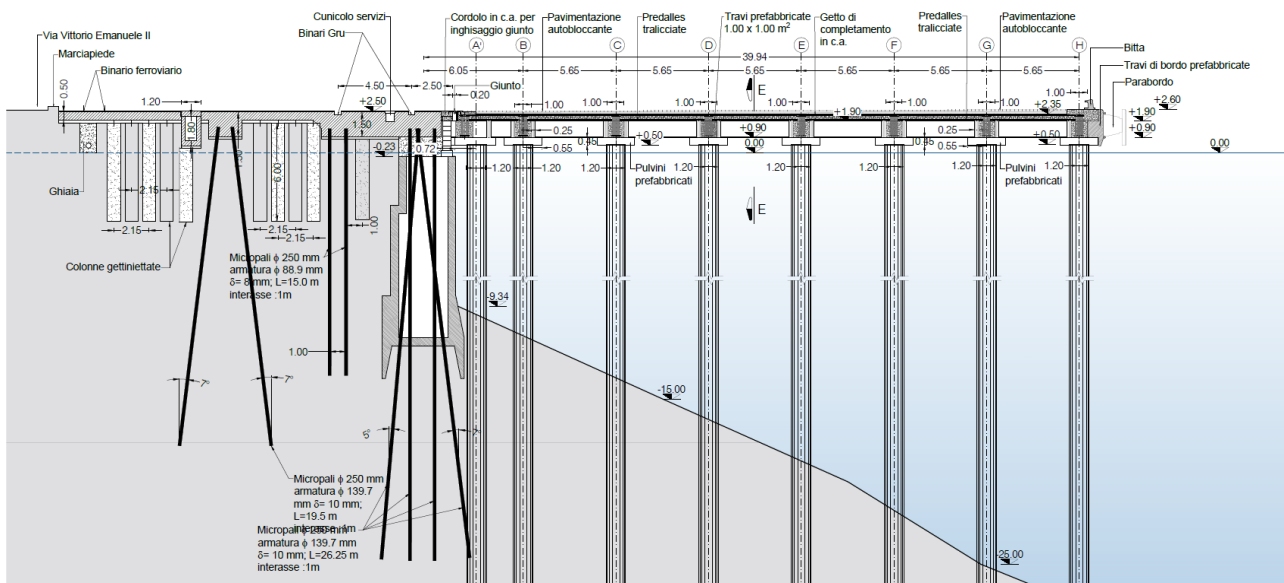 Via Vittorio Emanuele II
Marciapiede
Binario ferroviario
Cunicolo servizi
Binari Gru
Cordolo in c.a. per
inghisaggio giunto
Pavimentazione
autobloccante
Predalles
tralicciate
Travi prefabbricate
1.00 x 1.00 m²
Getto di
completamento
in c.a.
Predalles
tralicciate
Pavimentazione
autobloccante
Bitta
Travi di bordo prefabbricate
Parabordo
A' B C D E F G H
39.94
6.05 5.65 5.65 5.65 5.65 5.65 5.65
4.50 2.50
0.20
Giunto
E
0.50
1.20
+2.50
1.50
1.00 1.00 1.00 1.00 1.00 1.00 1.00
+1.90
+2.35
+2.60
+1.90
+0.90
1.80
0.25
0.55
0.45
+0.50
+0.90
0.00
0.25
0.55
0.45
+0.50
0.00
-0.23
0.72
6.00
1.20 1.20 1.20 1.20 1.20 1.20 1.20
Pulvini
prefabbricati
Pulvini
prefabbricati
Ghiaia
2.15
2.15
2.15
2.15
1.00
E
Colonne gettiniettate
Micropali ϕ 250 mm
armatura ϕ 88.9 mm
δ= 8 mm; L=15.0 m
interasse :1m
-9.34
1.00
7° 7°
-15.00
5°
Micropali ϕ 250 mm
armatura ϕ 139.7
mm δ= 10 mm;
L=19.5 m
interasse :1m
Micropali ϕ 250 mm
armatura ϕ 139.7 mm
δ= 10 mm; L=26.25 m
interasse :1m
-25.00